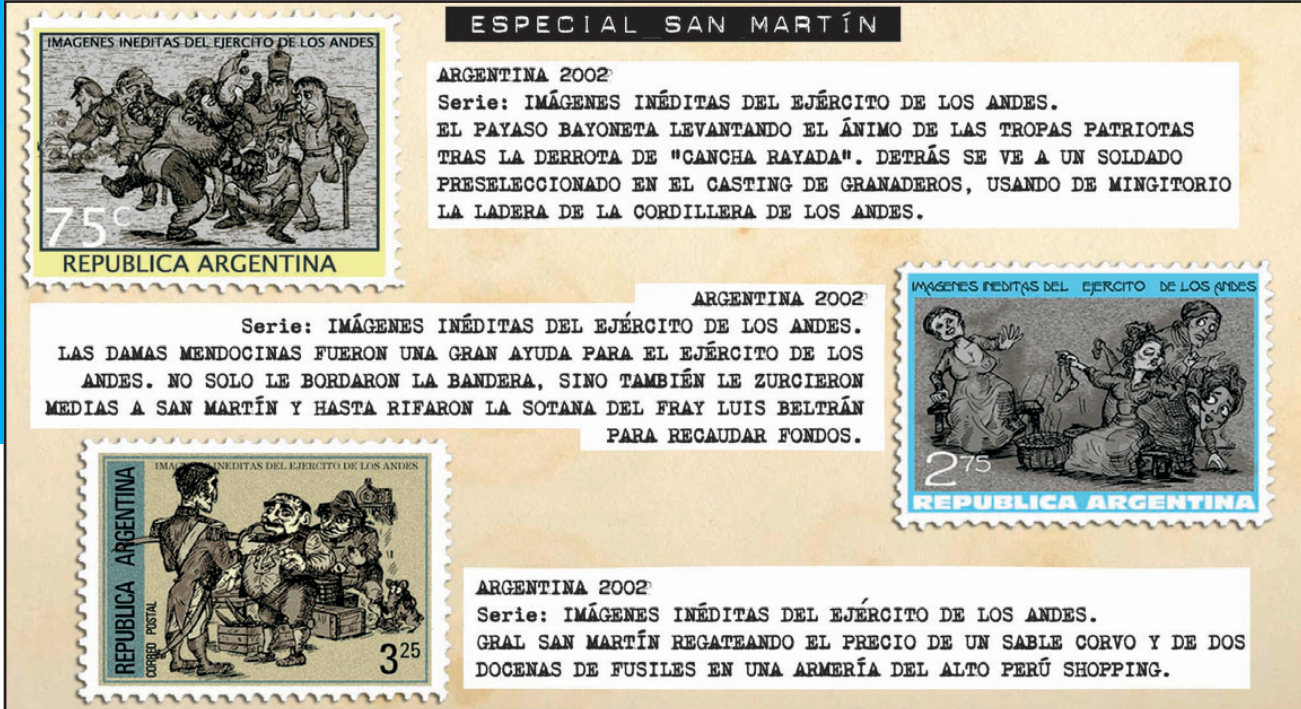 ESPECIAL SAN MARTÍN
IMAGENES INEDITAS DEL EJERCITO DE LOS ANDES
75c
REPUBLICA ARGENTINA
ARGENTINA 2002
Serie: IMÁGENES INÉDITAS DEL EJÉRCITO DE LOS ANDES.
EL PAYASO BAYONETA LEVANTANDO EL ÁNIMO DE LAS TROPAS PATRIOTAS
TRAS LA DERROTA DE "CANCHA RAYADA". DETRÁS SE VE A UN SOLDADO
PRESELECCIONADO EN EL CASTING DE GRANADEROS, USANDO DE MINGITORIO
LA LADERA DE LA CORDILLERA DE LOS ANDES.
ARGENTINA 2002
Serie: IMÁGENES INÉDITAS DEL EJÉRCITO DE LOS ANDES.
LAS DAMAS MENDOCINAS FUERON UNA GRAN AYUDA PARA EL EJÉRCITO DE LOS
ANDES. NO SOLO LE BORDARON LA BANDERA, SINO TAMBIÉN LE ZURCIERON
MEDIAS A SAN MARTÍN Y HASTA RIFARON LA SOTANA DEL FRAY LUIS BELTRÁN
PARA RECAUDAR FONDOS.
IMAGENES INEDITAS DEL EJERCITO DE LOS ANDES
2 75
REPUBLICA ARGENTINA
IMAGENES INEDITAS DEL EJERCITO DE LOS ANDES
REPUBLICA ARGENTINA
CORREO POSTAL
3 25
ARGENTINA 2002
Serie: IMÁGENES INÉDITAS DEL EJÉRCITO DE LOS ANDES.
GRAL SAN MARTÍN REGATEANDO EL PRECIO DE UN SABLE CORVO Y DE DOS
DOCENAS DE FUSILES EN UNA ARMERÍA DEL ALTO PERÚ SHOPPING.